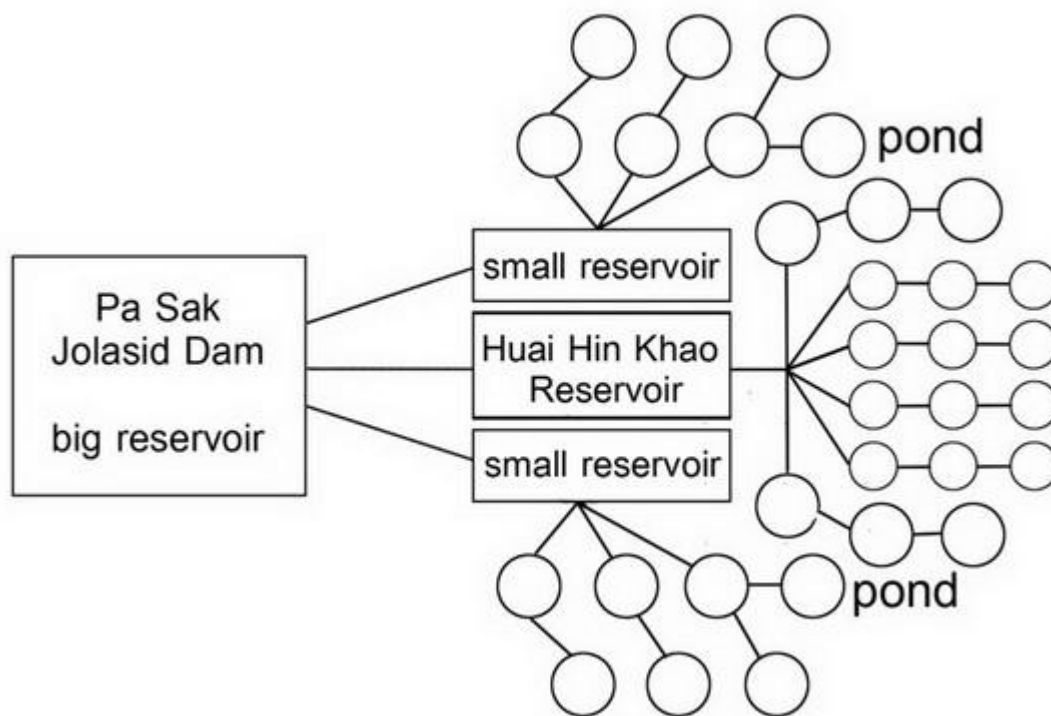 pond
Pa Sak
Jolasid Dam
big reservoir
small reservoir
Huai Hin Khao
Reservoir
small reservoir
pond